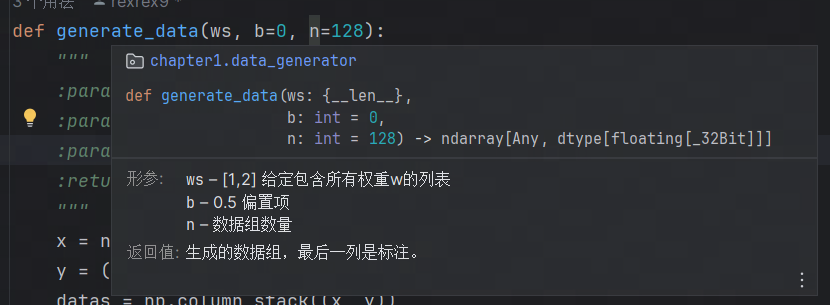 3 个用法 rexrex9 *
def generate_data(ws, b=0, n=128):
"""
chapter1.data_generator
def generate_data(ws: {__len__},
b: int = 0,
n: int = 128) -> ndarray[Any, dtype[floating[_32Bit]]]
:para
:para
:para
:retu
形参: ws – [1,2] 给定包含所有权重w的列表
b – 0.5 偏置项
n – 数据组数量
返回值: 生成的数据组，最后一列是标注。
"""
x = n
y = (
datas = np.column_stack((x, y))